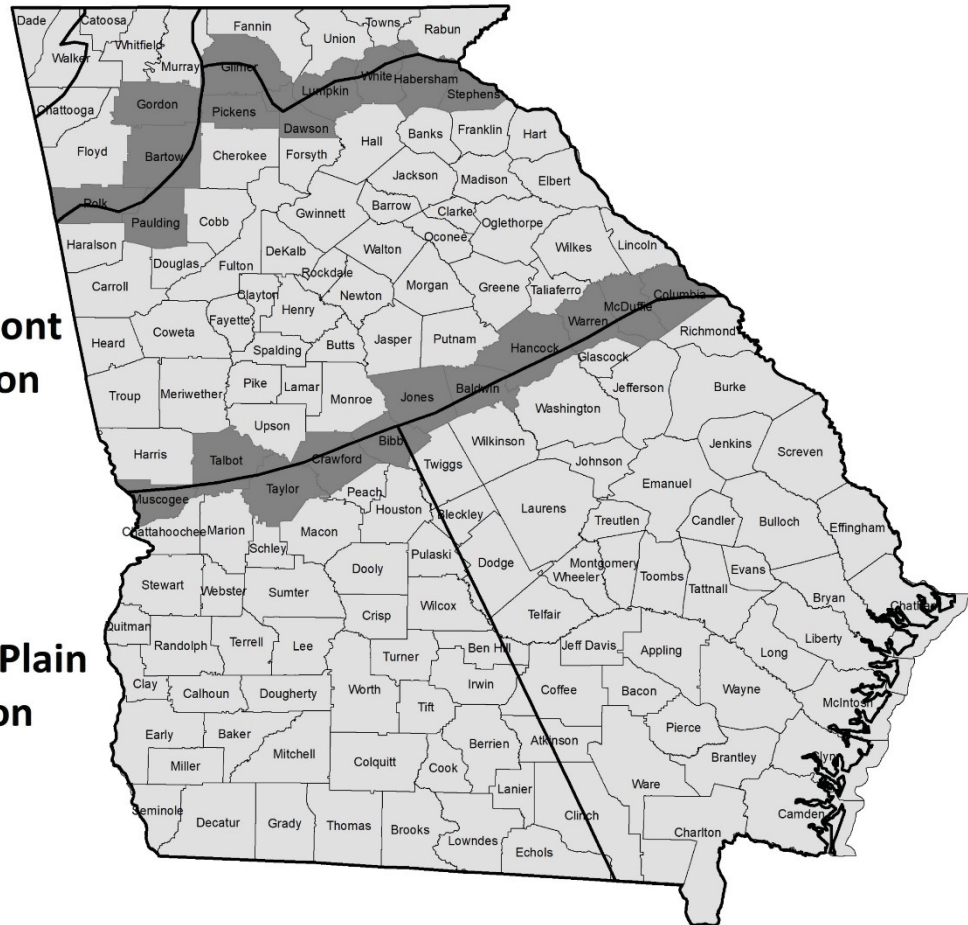 Dade
Catoosa
Whitfield
Walker
Murray
Fannin
Union
Towns
Rabun
Gilmer
Lumpkin
White
Habersham
Stephens
Chattooga
Gordon
Pickens
Dawson
Floyd
Bartow
Cherokee
Forsyth
Hall
Banks
Franklin
Hart
Jackson
Madison
Elbert
Polk
Paulding
Cobb
Gwinnett
Barrow
Clarke
Oconee
Oglethorpe
Haralson
Douglas
Fulton
DeKalb
Rockdale
Walton
Wilkes
Lincoln
Carroll
Clayton
Henry
Newton
Morgan
Greene
Taliaferro
McDuffie
Columbia
ont
on
Heard
Coweta
Fayette
Spalding
Butts
Jasper
Putnam
Hancock
Warren
Glascock
Richmond
Troup
Meriwether
Pike
Lamar
Monroe
Jones
Baldwin
Washington
Jefferson
Burke
Harris
Upson
Talbot
Crawford
Bibb
Twiggs
Wilkinson
Johnson
Jenkins
Screven
Muscogee
Taylor
Peach
Houston
Bleckley
Laurens
Emanuel
Chattahoochee
Marion
Schley
Macon
Pulaski
Dodge
Treutlen
Candler
Bulloch
Effingham
Stewart
Webster
Sumter
Dooly
Crisp
Wilcox
Montgomery
Wheeler
Toombs
Tattnall
Evans
Bryan
Chatham
Quitman
Randolph
Terrell
Lee
Turner
Ben Hill
Telfair
Jeff Davis
Appling
Long
Liberty
Plain
on
Clay
Calhoun
Dougherty
Worth
Tift
Irwin
Coffee
Bacon
Wayne
McIntosh
Early
Baker
Mitchell
Colquitt
Cook
Berrien
Atkinson
Pierce
Brantley
Glynn
Miller
Lanier
Ware
Camden
Seminole
Decatur
Grady
Thomas
Brooks
Lowndes
Echols
Clinch
Charlton